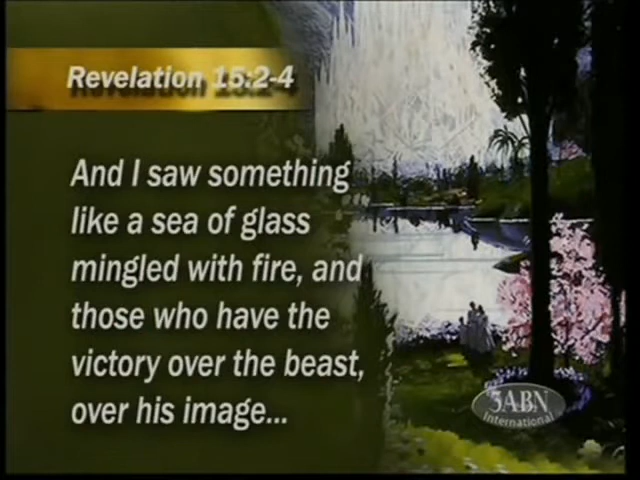 Revelation 15:2-4
And I saw something
like a sea of glass
mingled with fire, and
those who have the
victory over the beast,
over his image...
3ABN
International